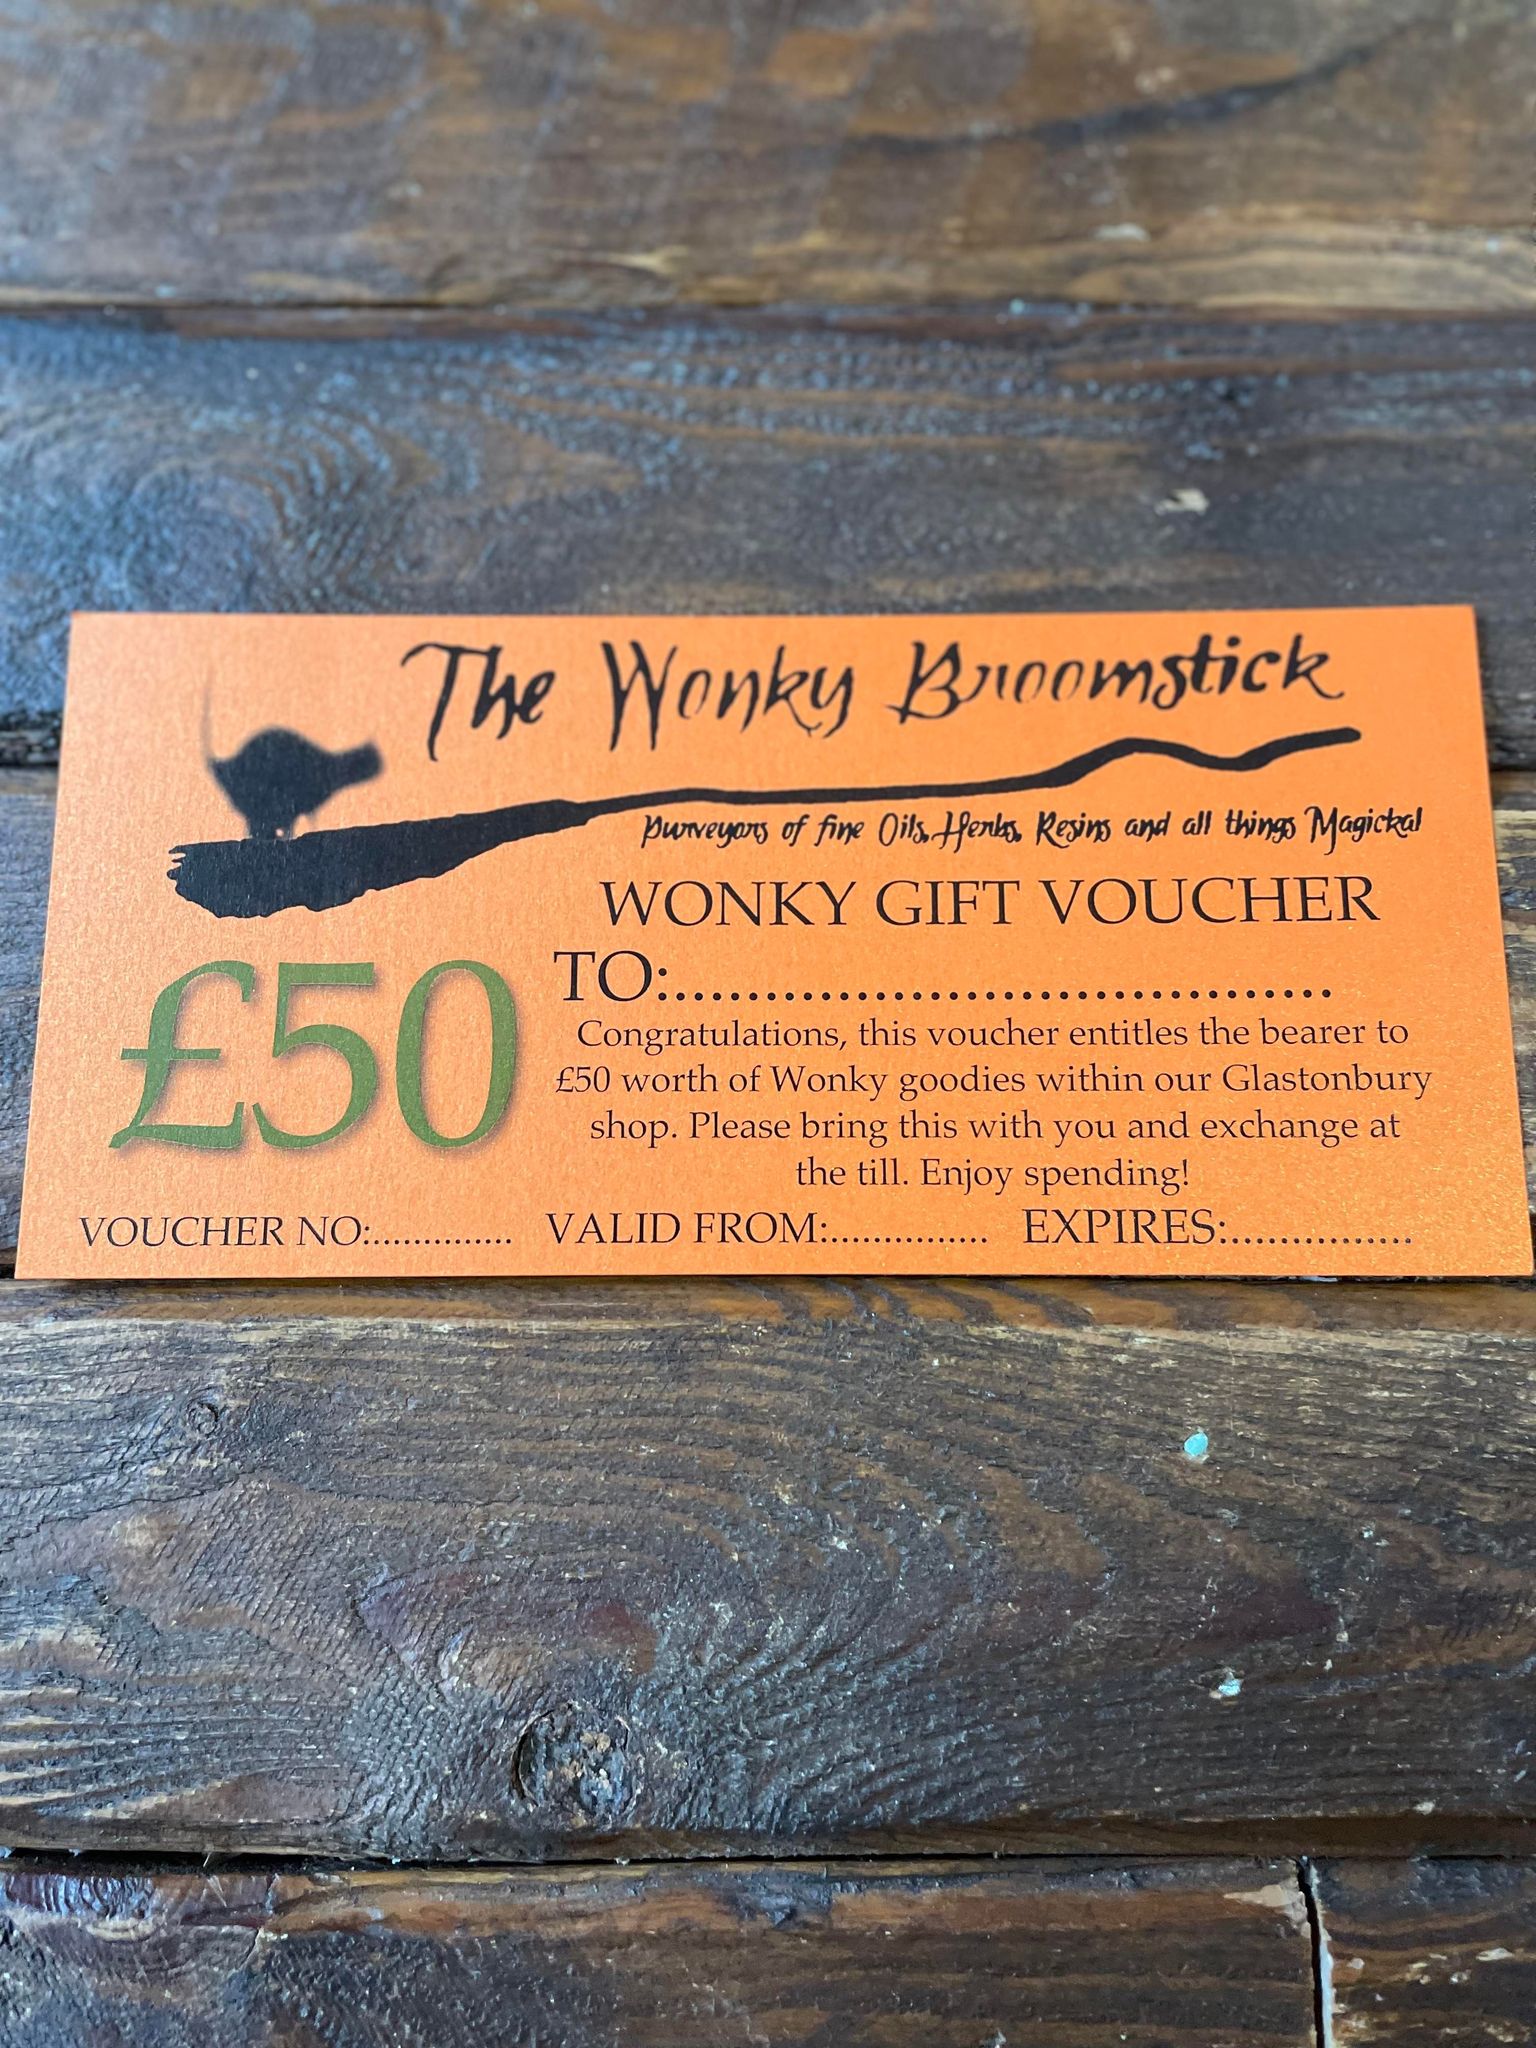 The Wonky Broomstick
Purveyors of fine Oils, Herbs, Resins and all things Magickal
WONKY GIFT VOUCHER
£50
TO:.....................................
Congratulations, this voucher entitles the bearer to
£50 worth of Wonky goodies within our Glastonbury
shop. Please bring this with you and exchange at
the till. Enjoy spending!
VOUCHER NO:.............. VALID FROM:............... EXPIRES:................